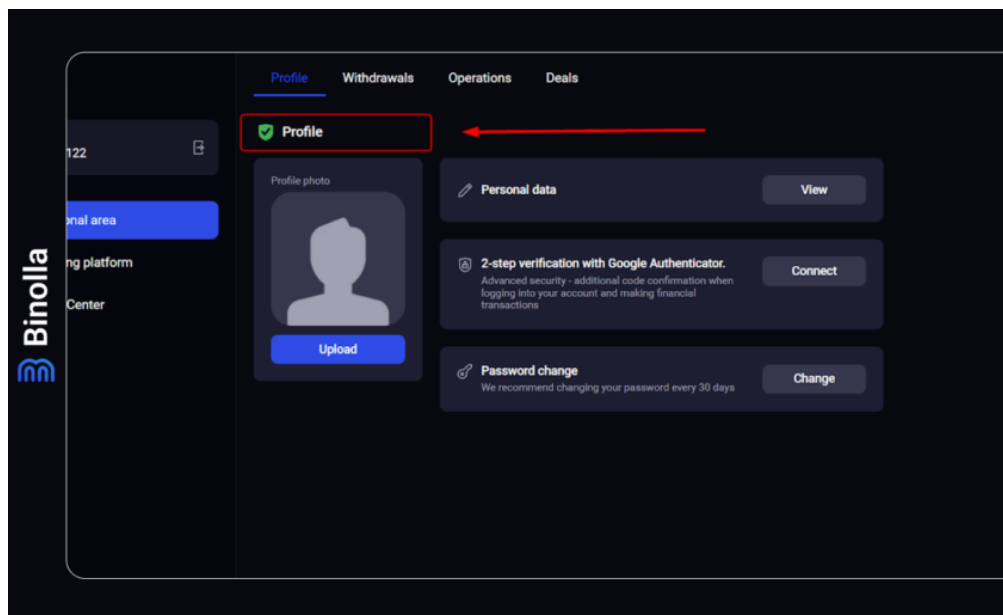 Binolla
Profile Withdrawals Operations Deals
Profile
122
onal area
ng platform
Center
Profile photo
Upload
Personal data
View
2-step verification with Google Authenticator.
Advanced security - additional code confirmation when
logging into your account and making financial
transactions
Connect
Password change
We recommend changing your password every 30 days
Change